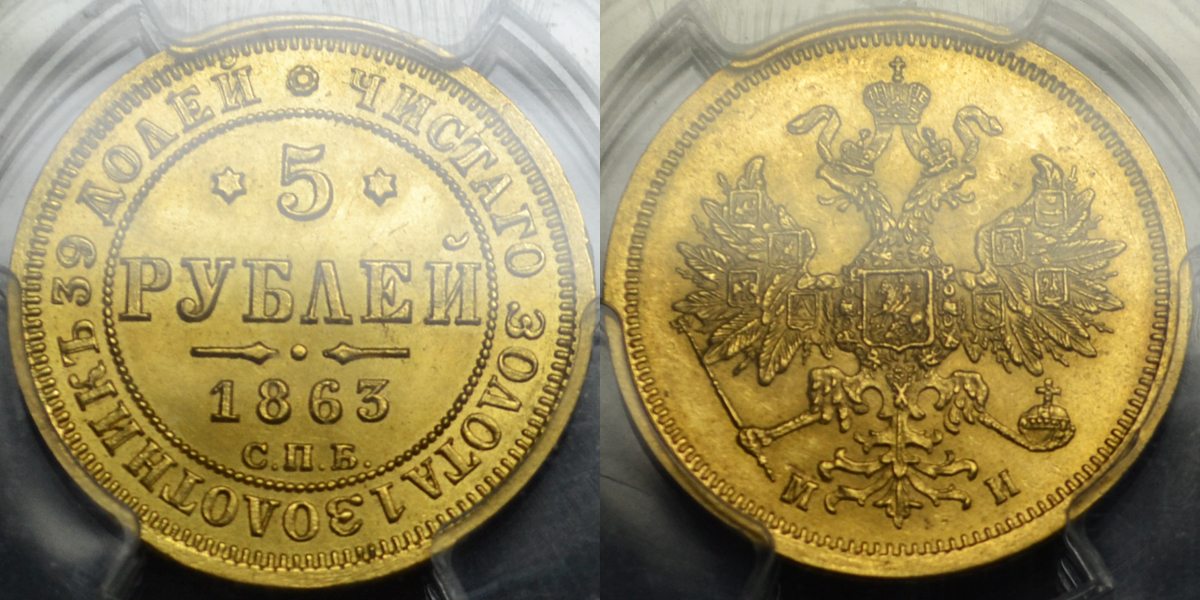 ЧИСТАГО ЗОЛОТА 1 ЗОЛОТНИКЪ 39 ДОЛЕЙ
5
РУБЛЕЙ
1863
С.П.Б.
М И